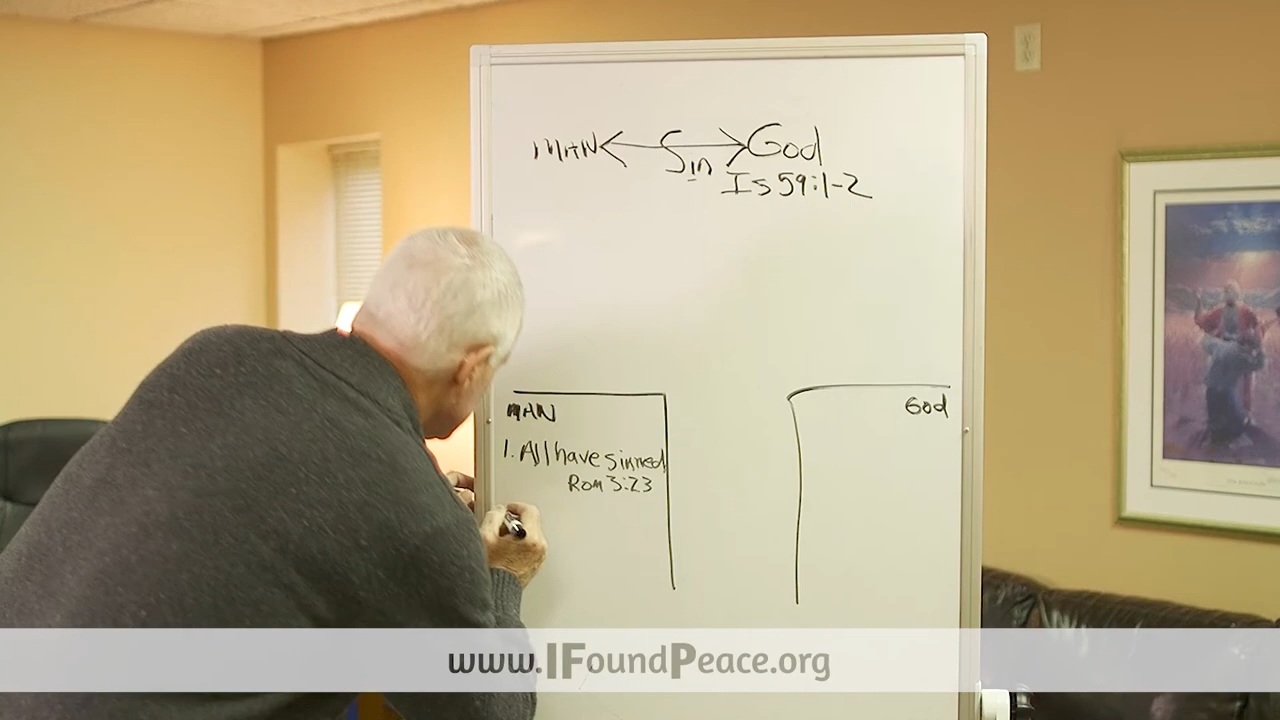 MAN Sin God
Is 59:1-2
MAN
1. All have sinned
Rom 3:23
God
www.IFoundPeace.org